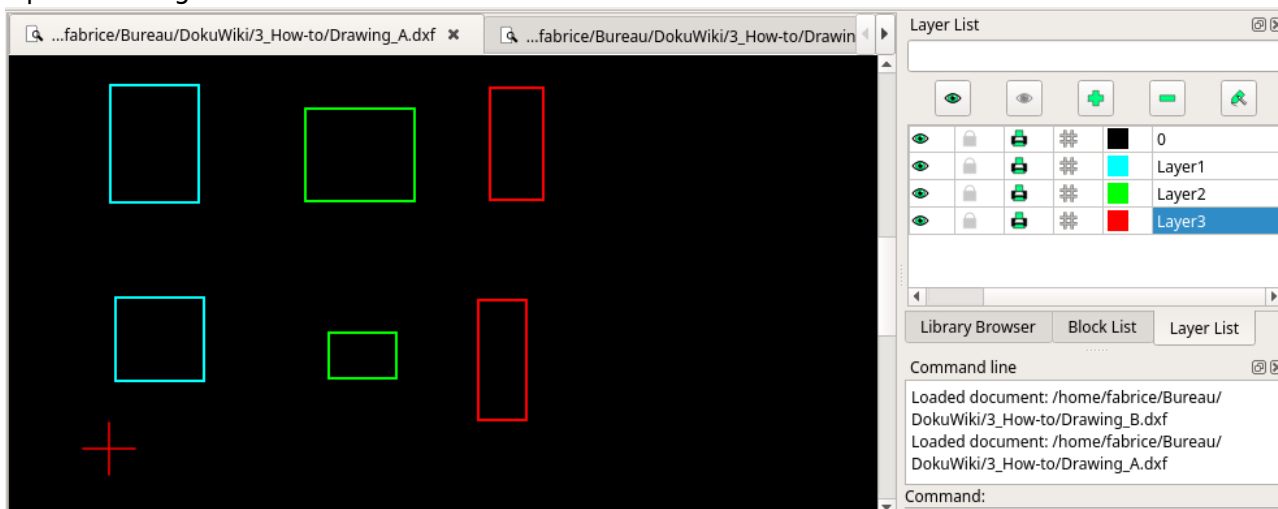 ...fabrice/Bureau/DokuWiki/3_How-to/Drawing_A.dxf
...fabrice/Bureau/DokuWiki/3_How-to/Drawin
Layer List
0
Layer1
Layer2
Layer3
Library Browser
Block List
Layer List
Command line
Loaded document: /home/fabrice/Bureau/
DokuWiki/3_How-to/Drawing_B.dxf
Loaded document: /home/fabrice/Bureau/
DokuWiki/3_How-to/Drawing_A.dxf
Command: